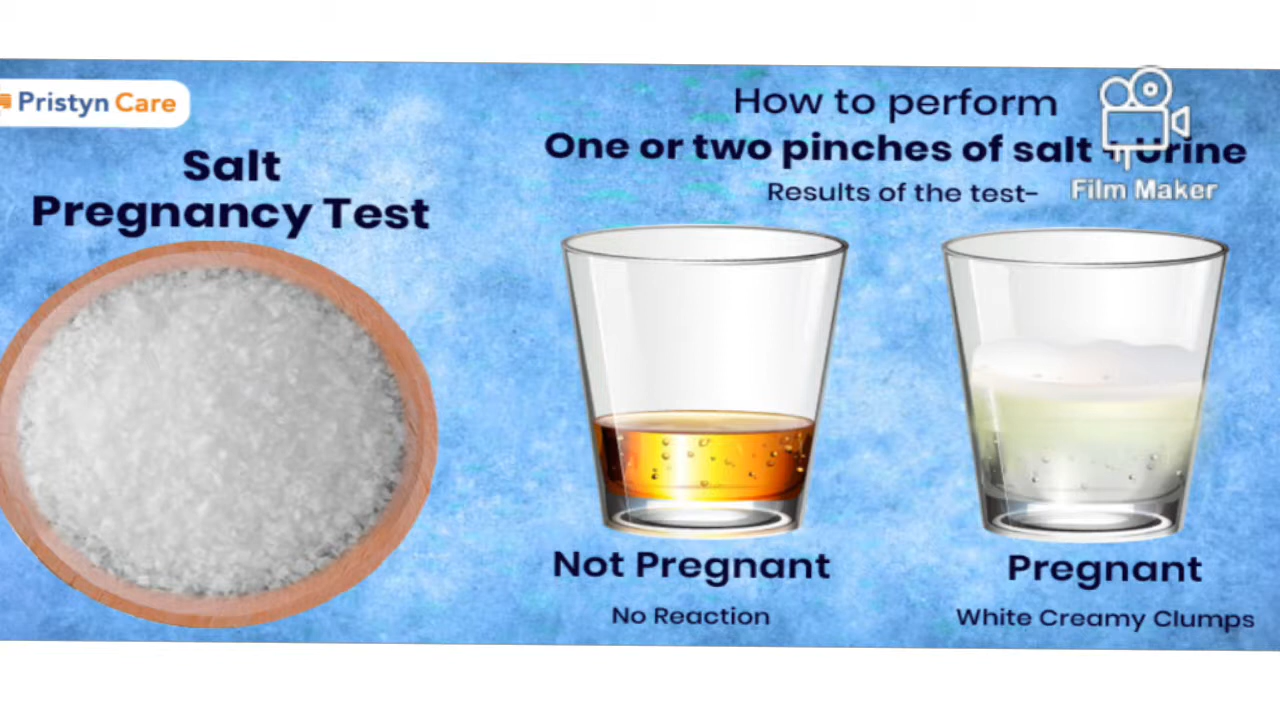 Pristyn Care
Salt
Pregnancy Test
How to perform
One or two pinches of salt + Urine
Results of the test-
Film Maker
Not Pregnant
No Reaction
Pregnant
White Creamy Clumps